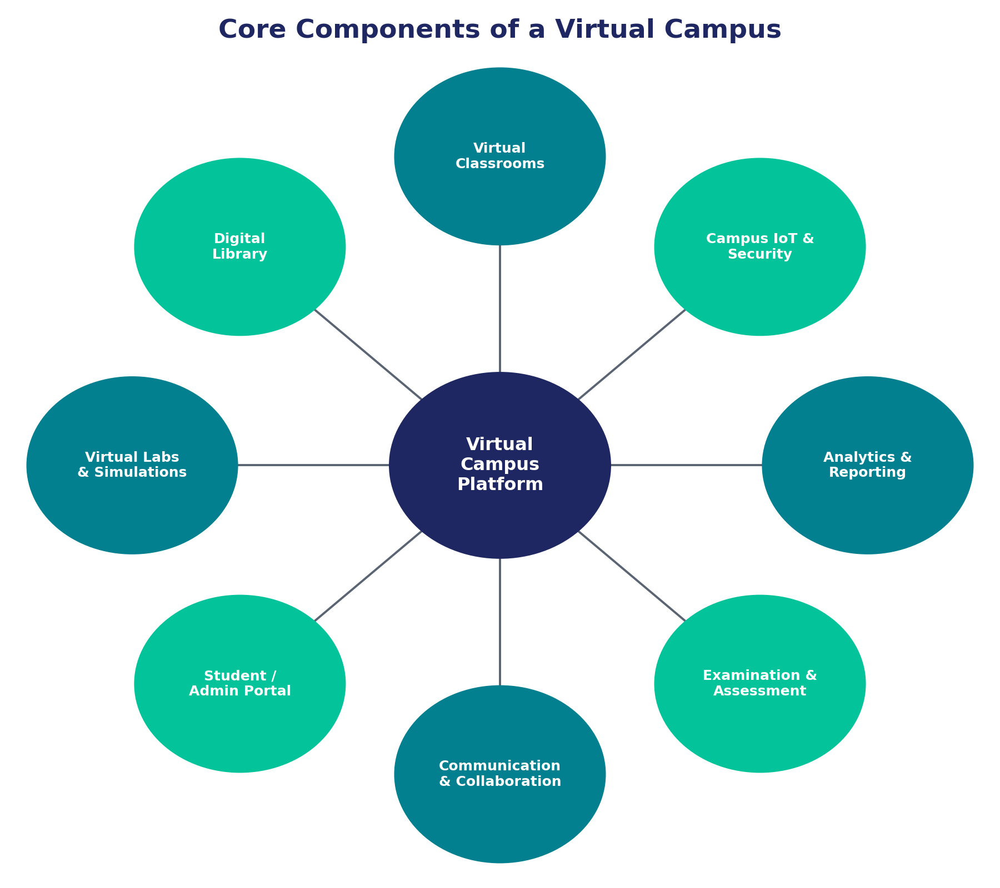 Core Components of a Virtual Campus
Virtual
Classrooms
Digital
Library
Campus IoT &
Security
Virtual Labs
& Simulations
Virtual
Campus
Platform
Analytics &
Reporting
Student /
Admin Portal
Examination &
Assessment
Communication
& Collaboration